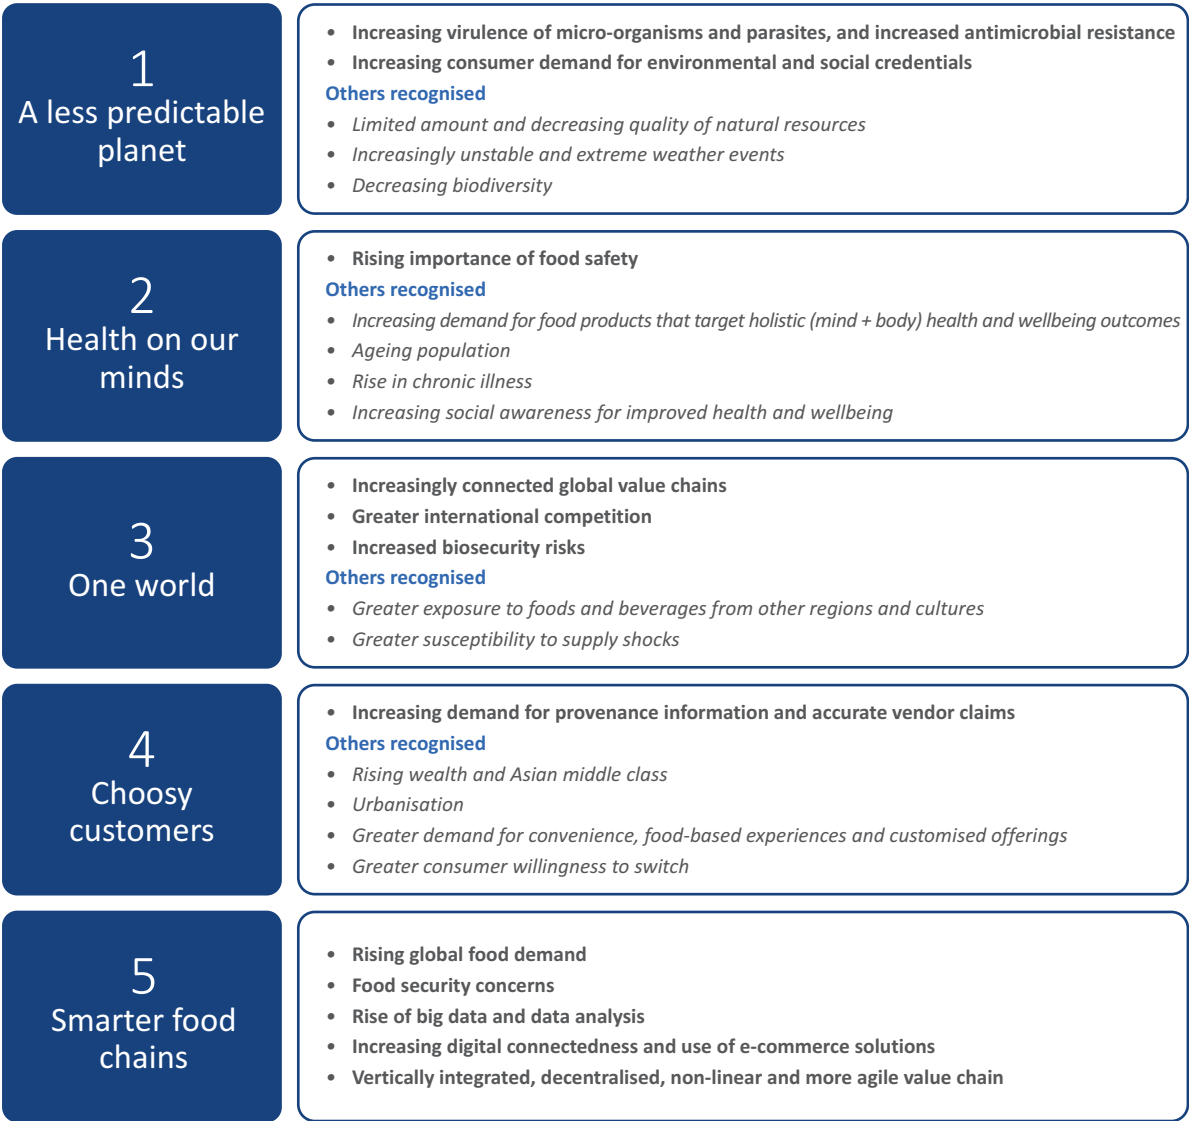 1
A less predictable
planet
• Increasing virulence of micro-organisms and parasites, and increased antimicrobial resistance
• Increasing consumer demand for environmental and social credentials
Others recognised
• Limited amount and decreasing quality of natural resources
• Increasingly unstable and extreme weather events
• Decreasing biodiversity
2
Health on our
minds
• Rising importance of food safety
Others recognised
• Increasing demand for food products that target holistic (mind + body) health and wellbeing outcomes
• Ageing population
• Rise in chronic illness
• Increasing social awareness for improved health and wellbeing
3
One world
• Increasingly connected global value chains
• Greater international competition
• Increased biosecurity risks
Others recognised
• Greater exposure to foods and beverages from other regions and cultures
• Greater susceptibility to supply shocks
4
Choosy
customers
• Increasing demand for provenance information and accurate vendor claims
Others recognised
• Rising wealth and Asian middle class
• Urbanisation
• Greater demand for convenience, food-based experiences and customised offerings
• Greater consumer willingness to switch
5
Smarter food
chains
• Rising global food demand
• Food security concerns
• Rise of big data and data analysis
• Increasing digital connectedness and use of e-commerce solutions
• Vertically integrated, decentralised, non-linear and more agile value chain